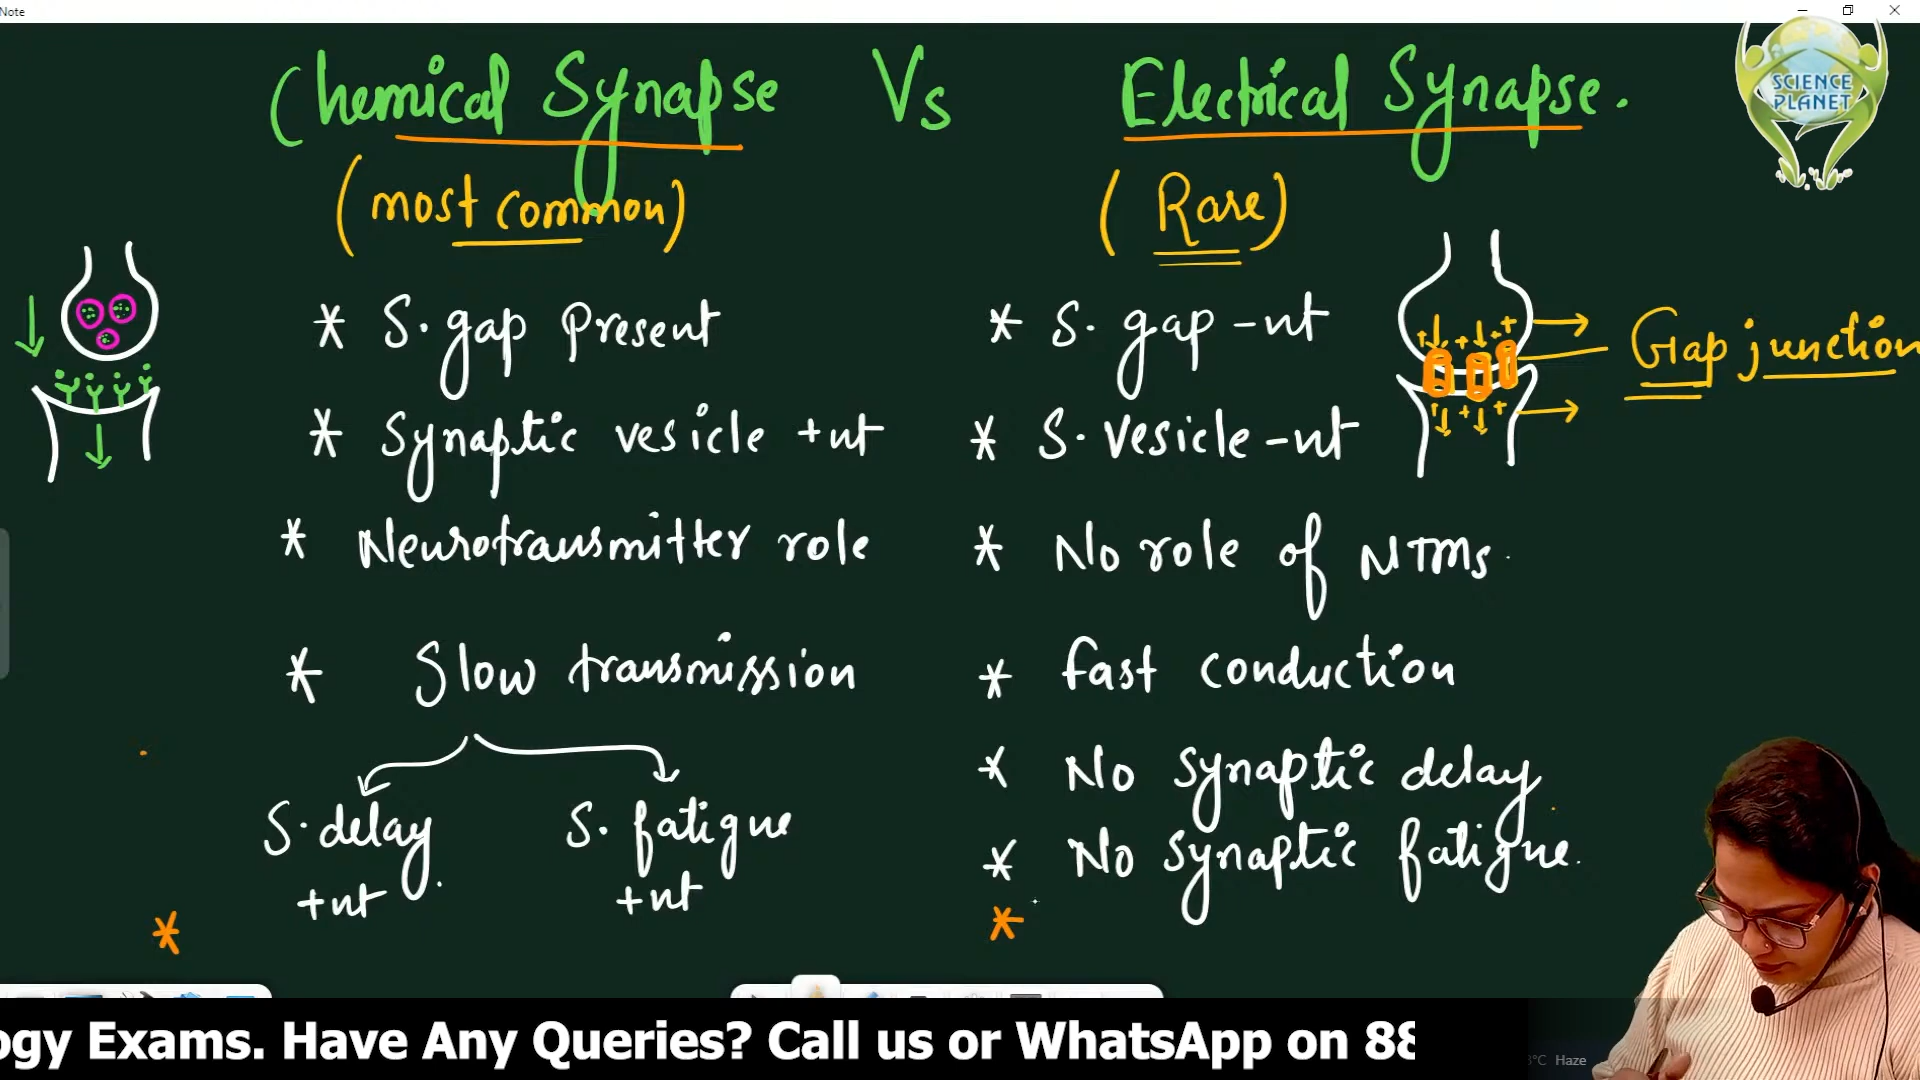 Note
SCIENCE
PLANET
Chemical Synapse Vs Electrical Synapse.
(most common)
(Rare)
* S. gap present
* S. gap -nt
Gap junction
* Synaptic vesicle +nt
* S. vesicle -nt
* Neurotransmitter role
* No role of NTMs.
* Slow transmission
* fast conduction
* No synaptic delay
S. delay
+nt
S. fatigue
+nt
* No synaptic fatigue.
*
*
ogy Exams. Have Any Queries? Call us or WhatsApp on 88
3°C Haze